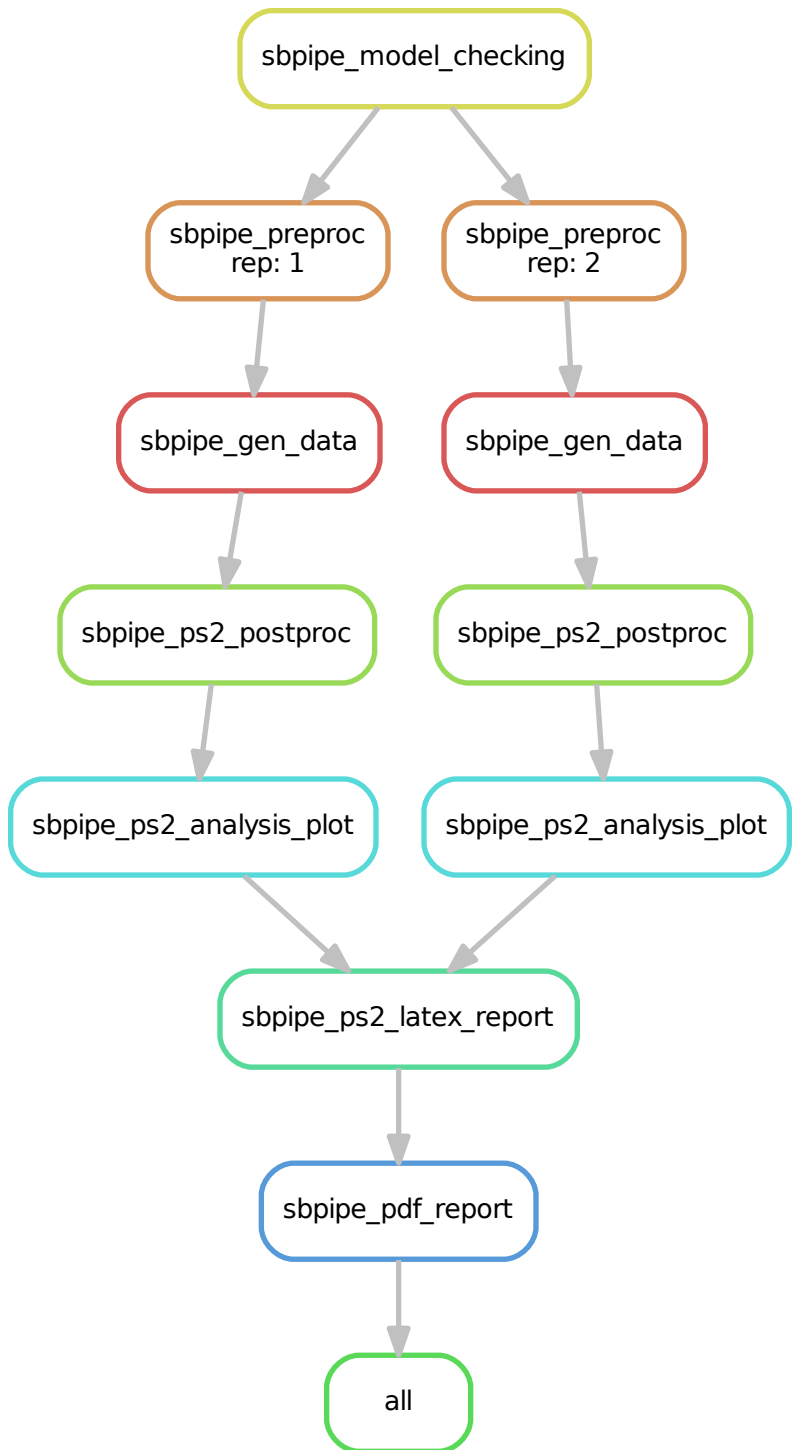 sbpipe_model_checking
sbpipe_preproc
rep: 1
sbpipe_preproc
rep: 2
sbpipe_gen_data
sbpipe_gen_data
sbpipe_ps2_postproc
sbpipe_ps2_postproc
sbpipe_ps2_analysis_plot
sbpipe_ps2_analysis_plot
sbpipe_ps2_latex_report
sbpipe_pdf_report
all